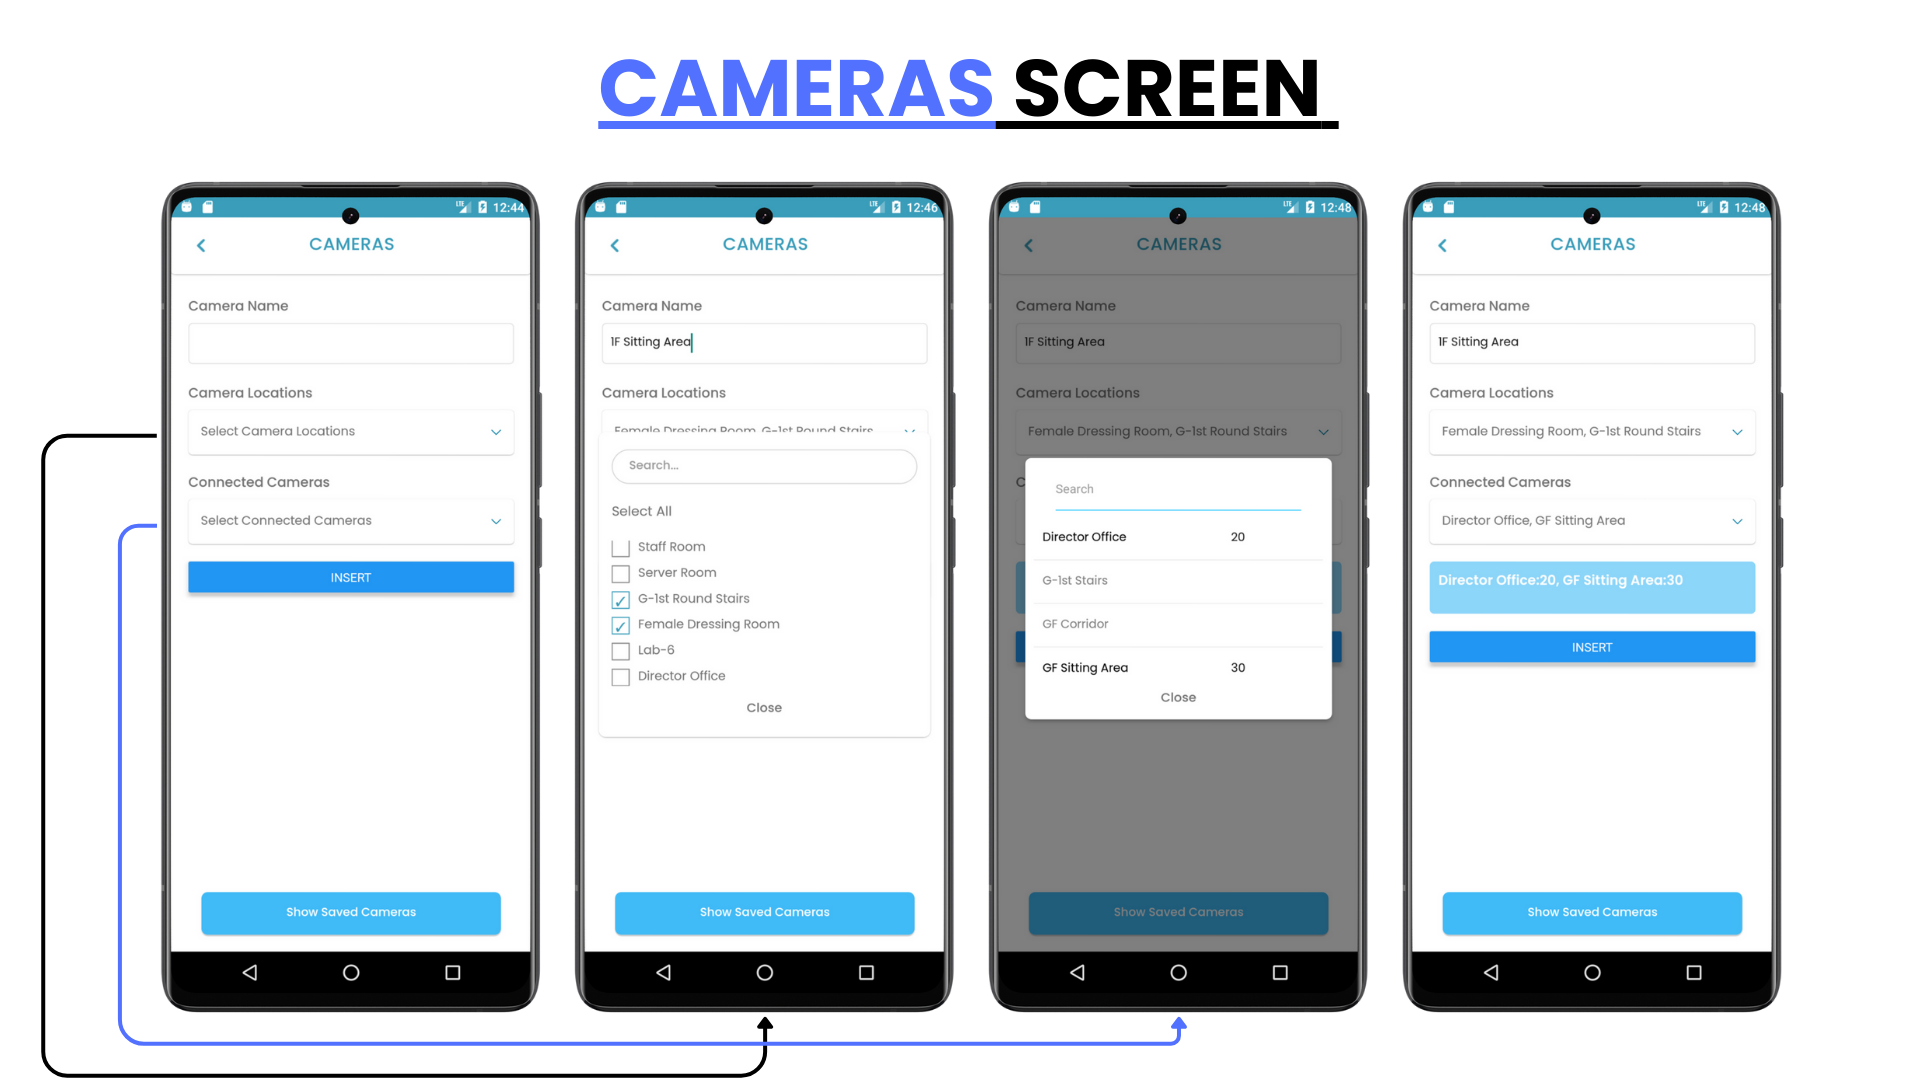 CAMERAS SCREEN
LTE 12:44
CAMERAS
Camera Name
Camera Locations
Select Camera Locations
Connected Cameras
Select Connected Cameras
INSERT
Show Saved Cameras
LTE 12:46
CAMERAS
Camera Name
1F Sitting Area
Camera Locations
Female Dressing Room, G-1st Round Stairs
Search...
Select All
Staff Room
Server Room
G-1st Round Stairs
Female Dressing Room
Lab-6
Director Office
Close
Show Saved Cameras
LTE 12:48
CAMERAS
Camera Name
1F Sitting Area
Camera Locations
Female Dressing Room, G-1st Round Stairs
C
Search
Director Office 20
G-1st Stairs
GF Corridor
GF Sitting Area 30
Close
Show Saved Cameras
LTE 12:48
CAMERAS
Camera Name
1F Sitting Area
Camera Locations
Female Dressing Room, G-1st Round Stairs
Connected Cameras
Director Office, GF Sitting Area
Director Office:20, GF Sitting Area:30
INSERT
Show Saved Cameras